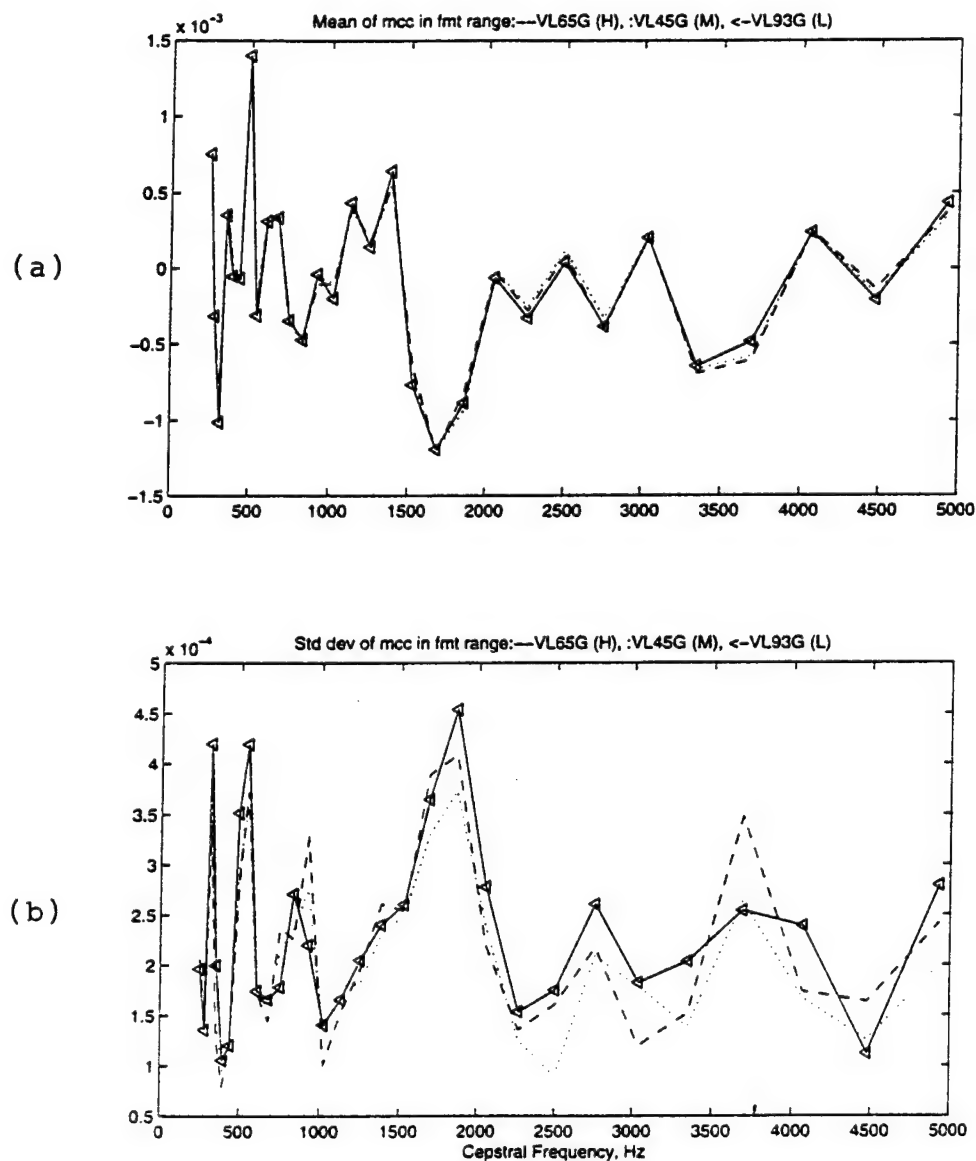 x 10⁻³
Mean of mcc in fmt range:—VL65G (H), :VL45G (M), <-VL93G (L)
1.5
1
0.5
(a)
0
−0.5
−1
−1.5
0 500 1000 1500 2000 2500 3000 3500 4000 4500 5000
x 10⁻⁴
Std dev of mcc in fmt range:—VL65G (H), :VL45G (M), <-VL93G (L)
5
4.5
4
3.5
3
(b)
2.5
2
1.5
1
0.5
0 500 1000 1500 2000 2500 3000 3500 4000 4500 5000
Cepstral Frequency, Hz